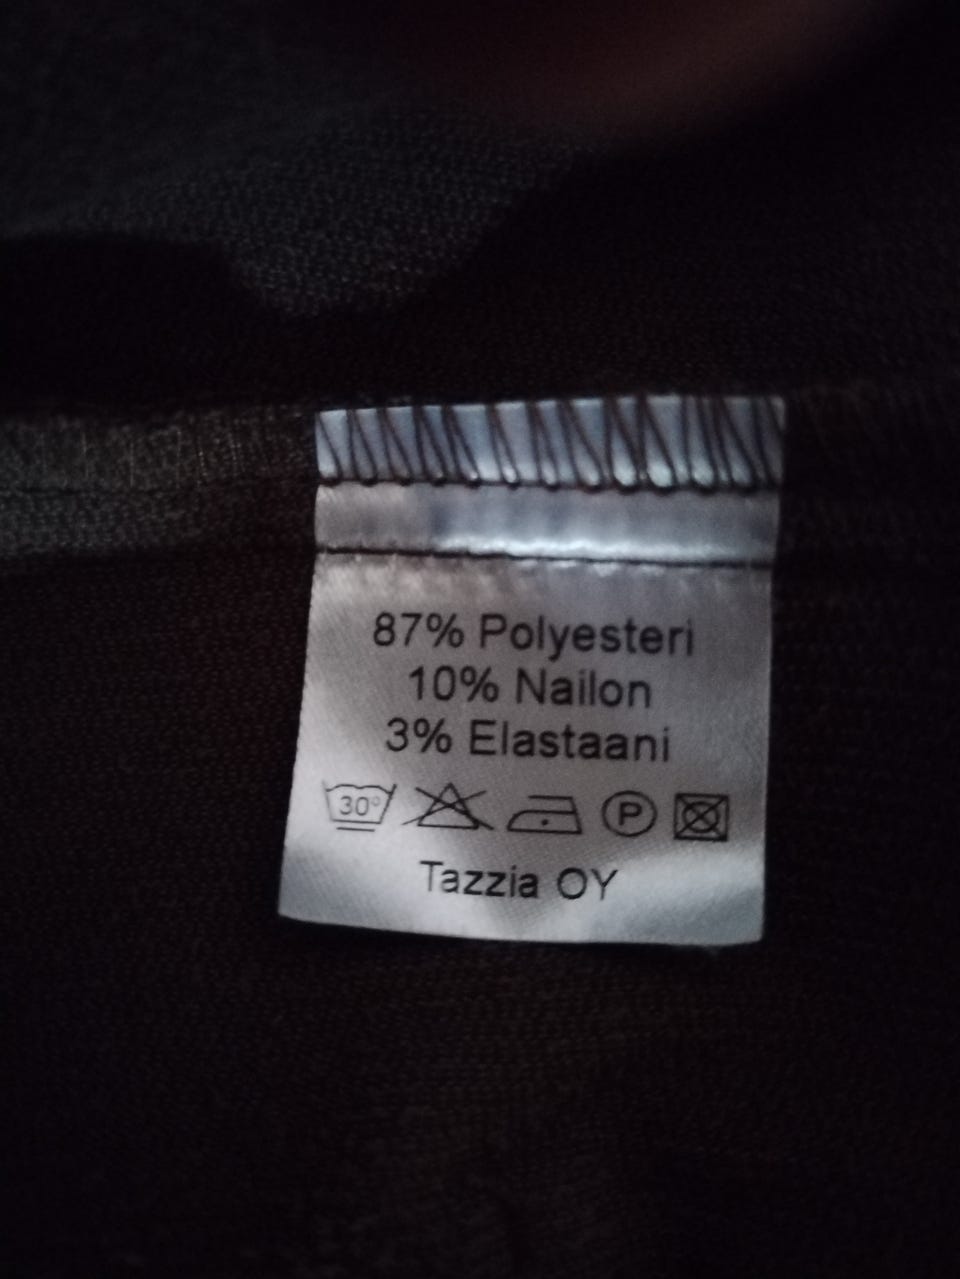 87% Polyesteri
10% Nailon
3% Elastaani
30° P
Tazzia OY